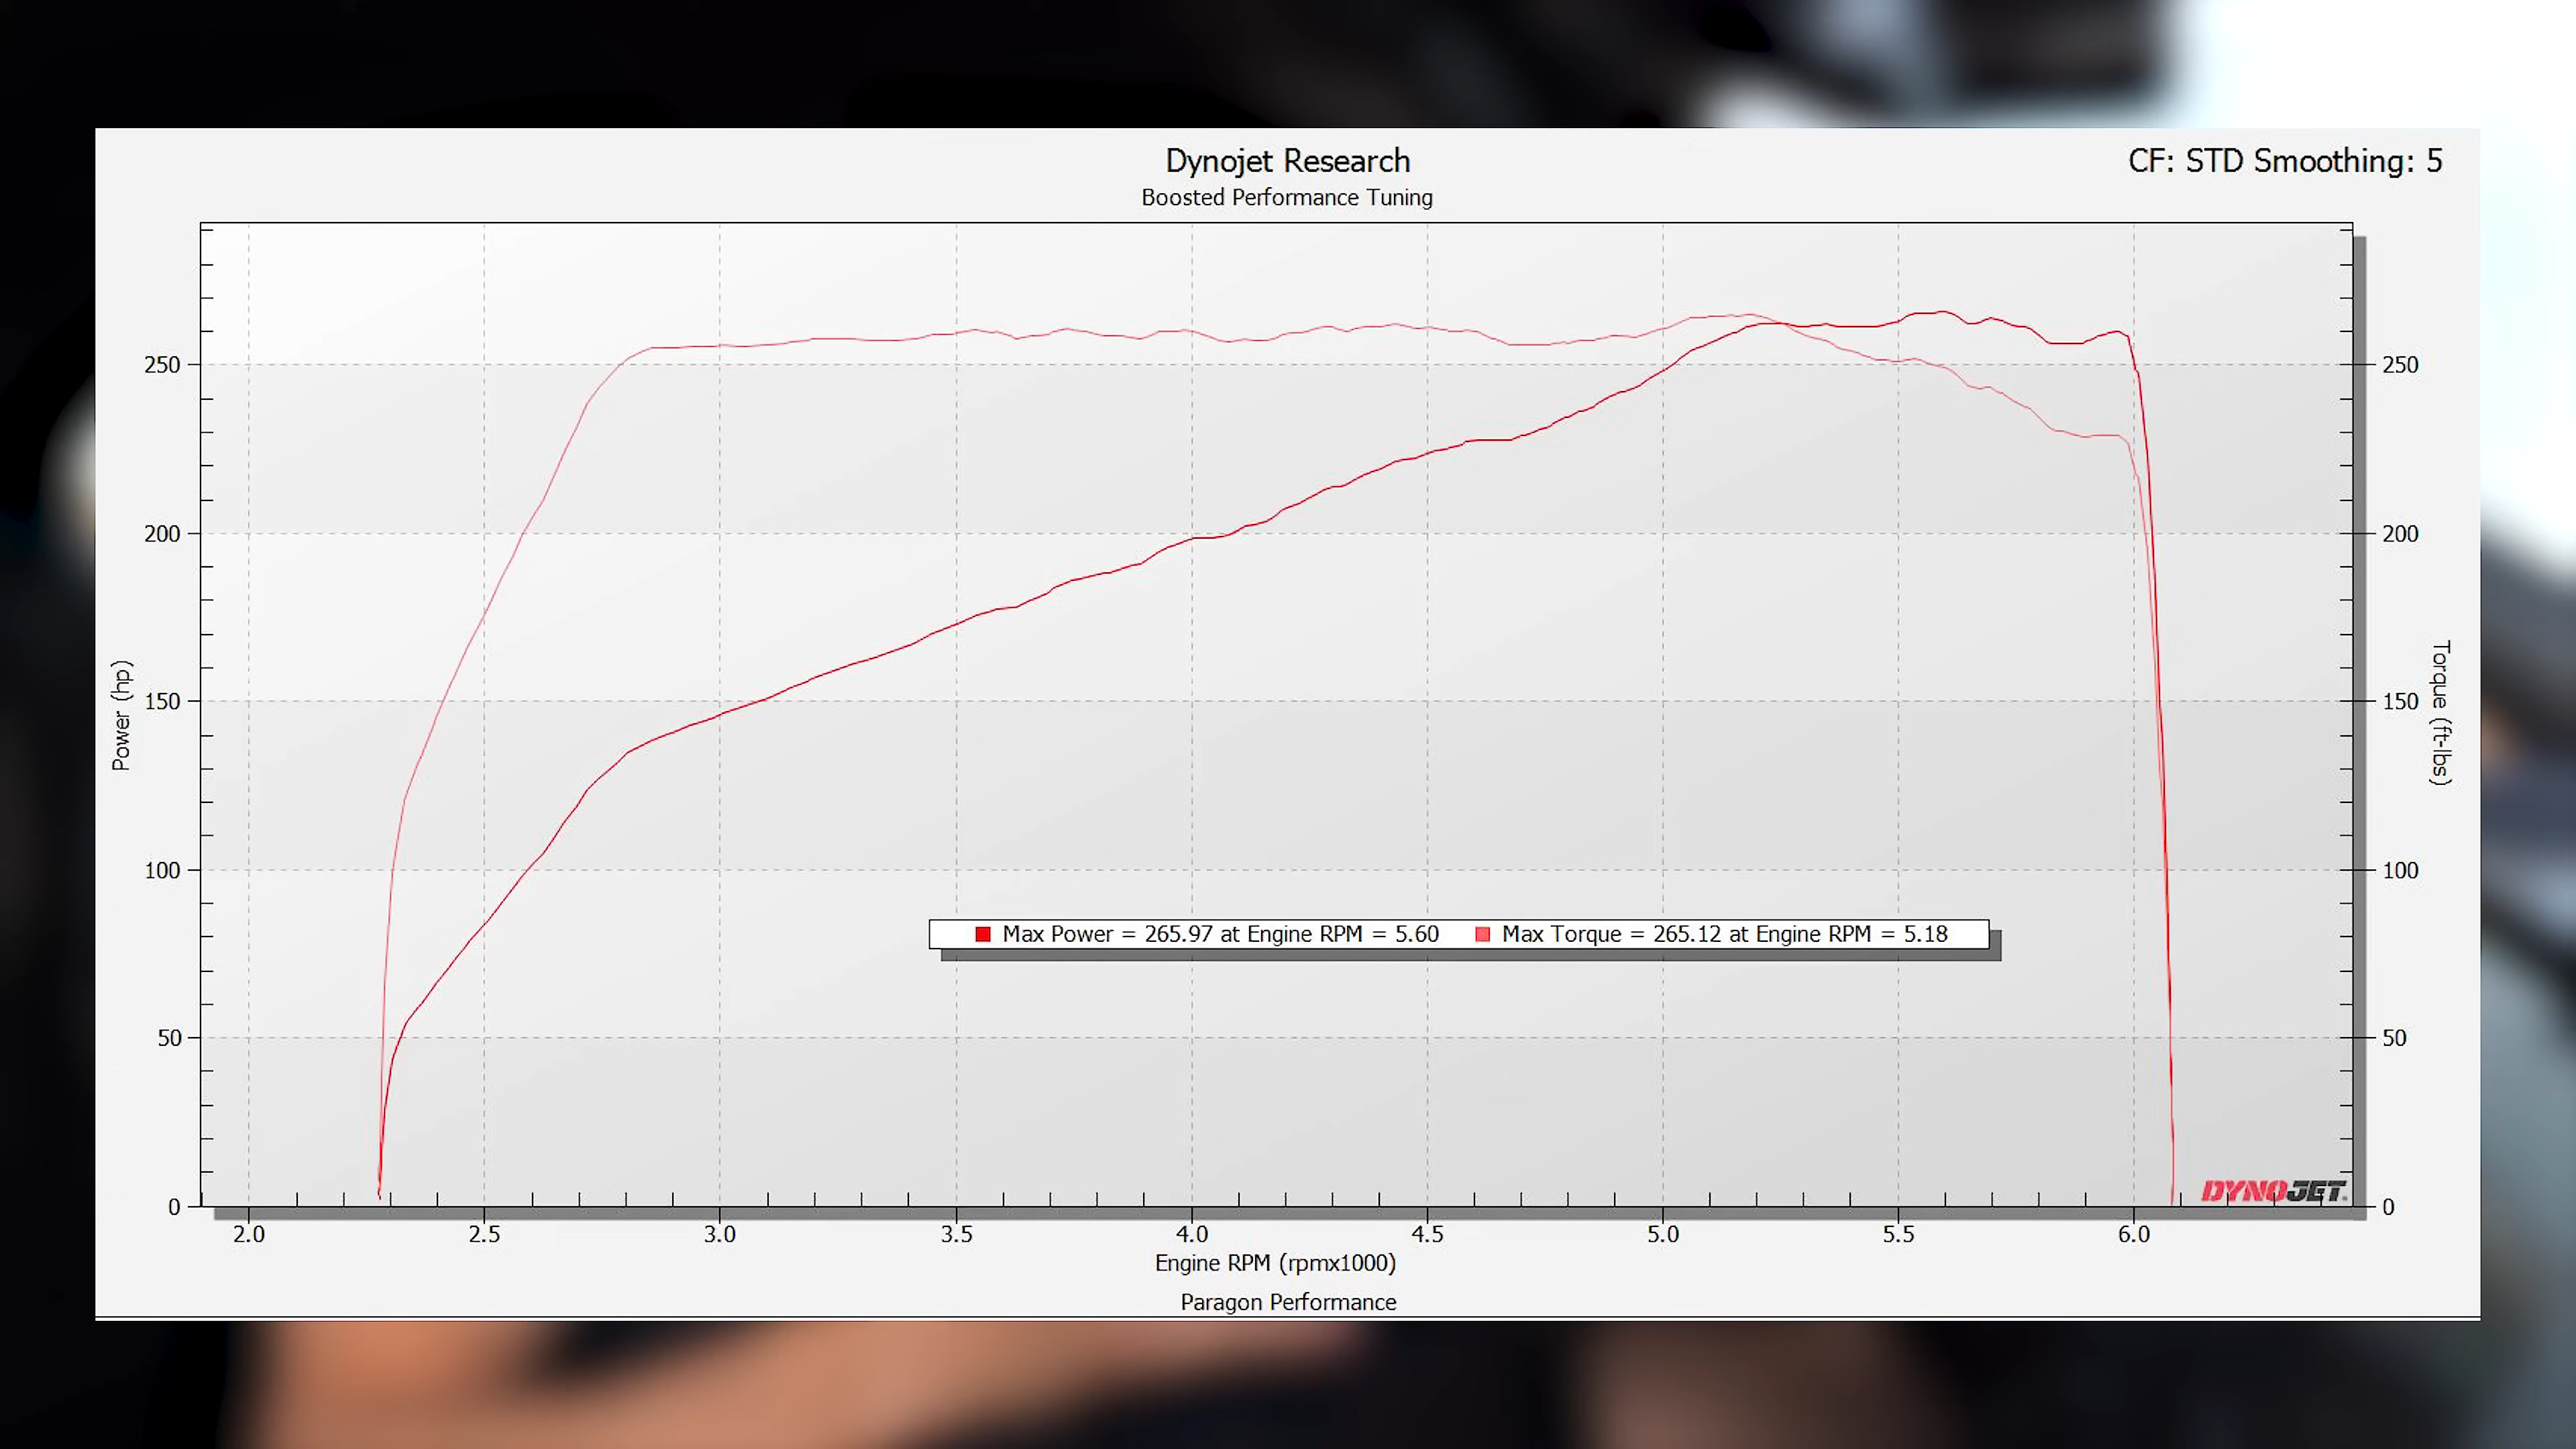 Dynojet Research
CF: STD Smoothing: 5
Boosted Performance Tuning
250
200
150
100
50
0
Power (hp)
250
200
150
100
50
0
Torque (ft-lbs)
Max Power = 265.97 at Engine RPM = 5.60 Max Torque = 265.12 at Engine RPM = 5.18
DYNOJET
2.0 2.5 3.0 3.5 4.0 4.5 5.0 5.5 6.0
Engine RPM (rpmx1000)
Paragon Performance